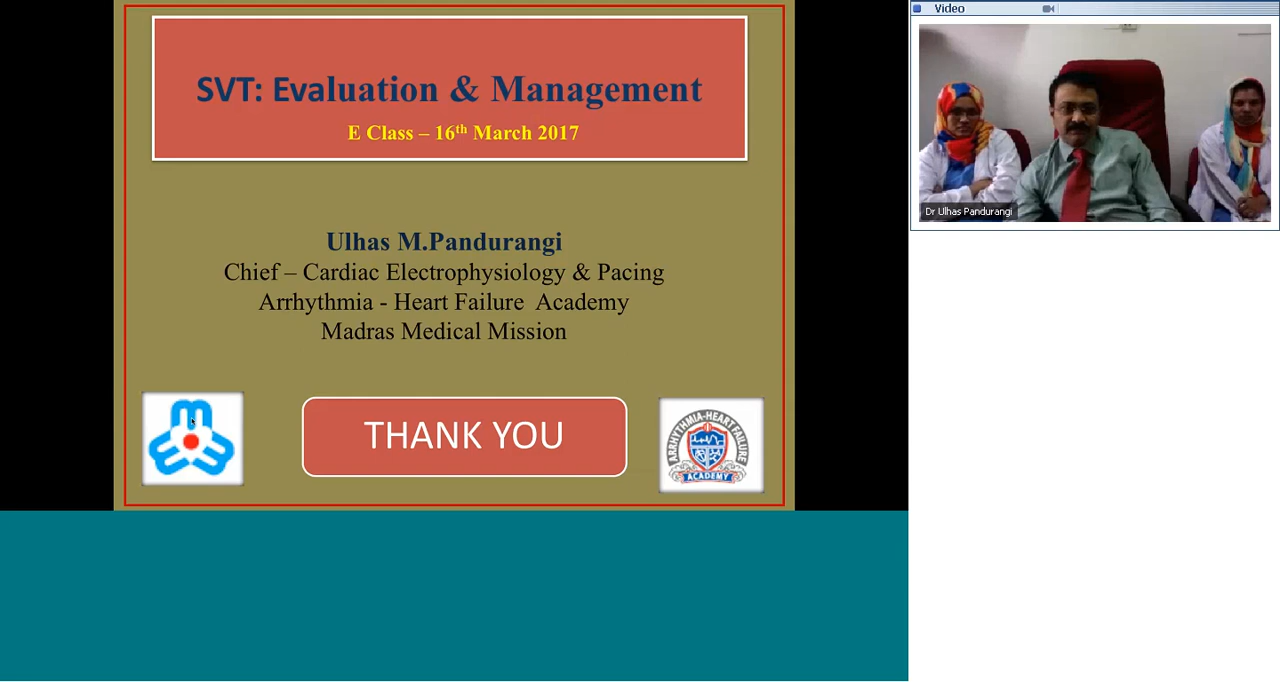 SVT: Evaluation & Management
E Class – 16th March 2017
Ulhas M.Pandurangi
Chief – Cardiac Electrophysiology & Pacing
Arrhythmia - Heart Failure Academy
Madras Medical Mission
THANK YOU
ARRHYTHMIA-HEART FAILURE
ACADEMY
Video
Dr Ulhas Pandurangi